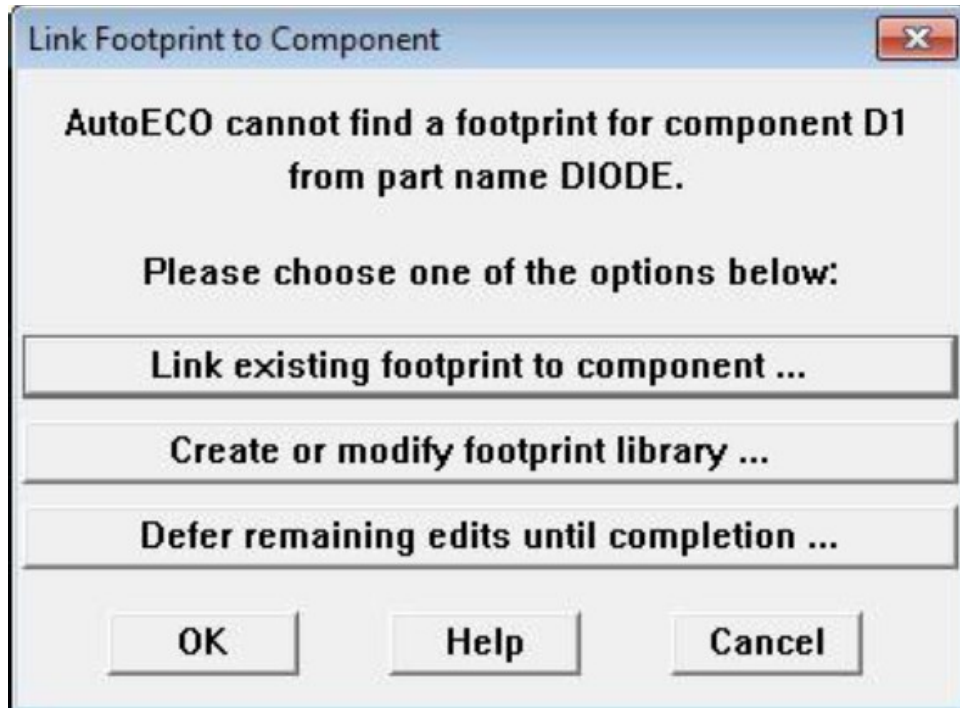 Link Footprint to Component
AutoECO cannot find a footprint for component D1
from part name DIODE.
Please choose one of the options below:
Link existing footprint to component ...
Create or modify footprint library ...
Defer remaining edits until completion ...
OK Help Cancel